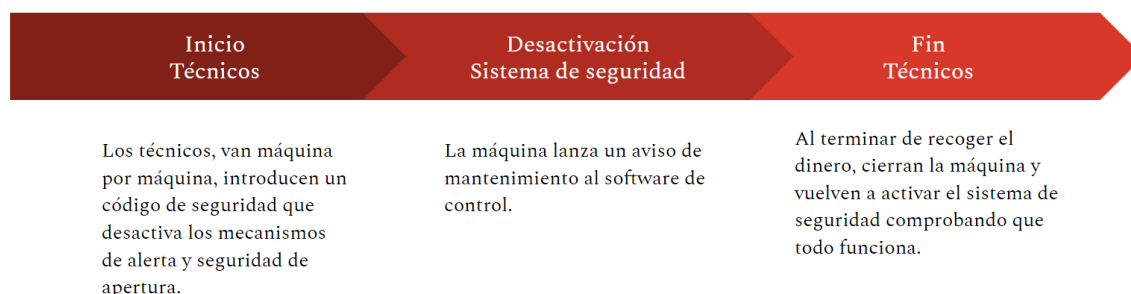 Inicio
Técnicos
Desactivación
Sistema de seguridad
Fin
Técnicos
Los técnicos, van máquina
por máquina, introducen un
código de seguridad que
desactiva los mecanismos
de alerta y seguridad de
apertura.
La máquina lanza un aviso de
mantenimiento al software de
control.
Al terminar de recoger el
dinero, cierran la máquina y
vuelven a activar el sistema de
seguridad comprobando que
todo funciona.